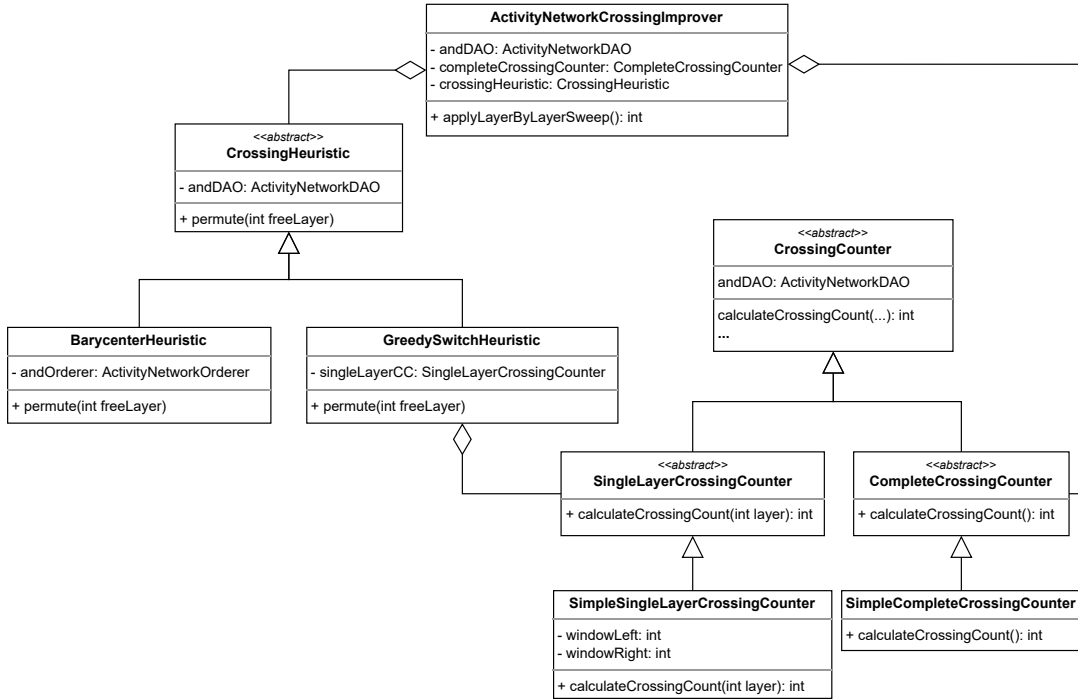 ActivityNetworkCrossingImprover
- andDAO: ActivityNetworkDAO
- completeCrossingCounter: CompleteCrossingCounter
- crossingHeuristic: CrossingHeuristic
+ applyLayerByLayerSweep(): int
<<abstract>>
CrossingHeuristic
- andDAO: ActivityNetworkDAO
+ permute(int freeLayer)
<<abstract>>
CrossingCounter
andDAO: ActivityNetworkDAO
calculateCrossingCount(...): int
...
BarycenterHeuristic
- andOrderer: ActivityNetworkOrderer
+ permute(int freeLayer)
GreedySwitchHeuristic
- singleLayerCC: SingleLayerCrossingCounter
+ permute(int freeLayer)
<<abstract>>
SingleLayerCrossingCounter
+ calculateCrossingCount(int layer): int
<<abstract>>
CompleteCrossingCounter
+ calculateCrossingCount(): int
SimpleSingleLayerCrossingCounter
- windowLeft: int
- windowRight: int
+ calculateCrossingCount(int layer): int
SimpleCompleteCrossingCounter
+ calculateCrossingCount(): int